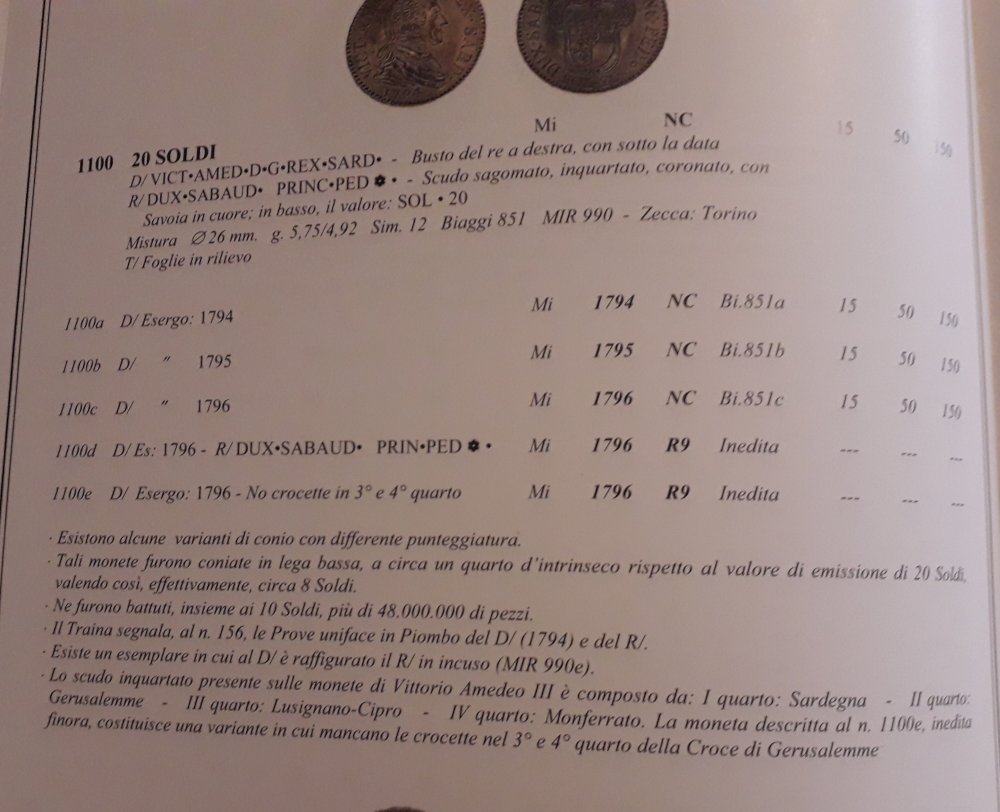 Mi NC 15 50 150
1100 20 SOLDI
D/ VICT•AMED•D•G•REX•SARD• - Busto del re a destra, con sotto la data
R/ DUX•SABAUD• PRINC•PED ❁ • - Scudo sagomato, inquartato, coronato, con
Savoia in cuore; in basso, il valore: SOL • 20
Mistura ∅ 26 mm. g. 5,75/4,92 Sim. 12 Biaggi 851 MIR 990 - Zecca: Torino
T/ Foglie in rilievo
1100a D/ Esergo: 1794 Mi 1794 NC Bi.851a 15 50 150
1100b D/ " 1795 Mi 1795 NC Bi.851b 15 50 150
1100c D/ " 1796 Mi 1796 NC Bi.851c 15 50 150
1100d D/ Es: 1796 - R/ DUX•SABAUD• PRIN•PED ❁ • Mi 1796 R9 Inedita --- --- ---
1100e D/ Esergo: 1796 - No crocette in 3° e 4° quarto Mi 1796 R9 Inedita --- --- ---
· Esistono alcune varianti di conio con differente punteggiatura.
· Tali monete furono coniate in lega bassa, a circa un quarto d'intrinseco rispetto al valore di emissione di 20 Soldi,
valendo così, effettivamente, circa 8 Soldi.
· Ne furono battuti, insieme ai 10 Soldi, più di 48.000.000 di pezzi.
· Il Traina segnala, al n. 156, le Prove uniface in Piombo del D/ (1794) e del R/.
· Esiste un esemplare in cui al D/ è raffigurato il R/ in incuso (MIR 990e).
· Lo scudo inquartato presente sulle monete di Vittorio Amedeo III è composto da: I quarto: Sardegna - II quarto:
Gerusalemme - III quarto: Lusignano-Cipro - IV quarto: Monferrato. La moneta descritta al n. 1100e, inedita
finora, costituisce una variante in cui mancano le crocette nel 3° e 4° quarto della Croce di Gerusalemme